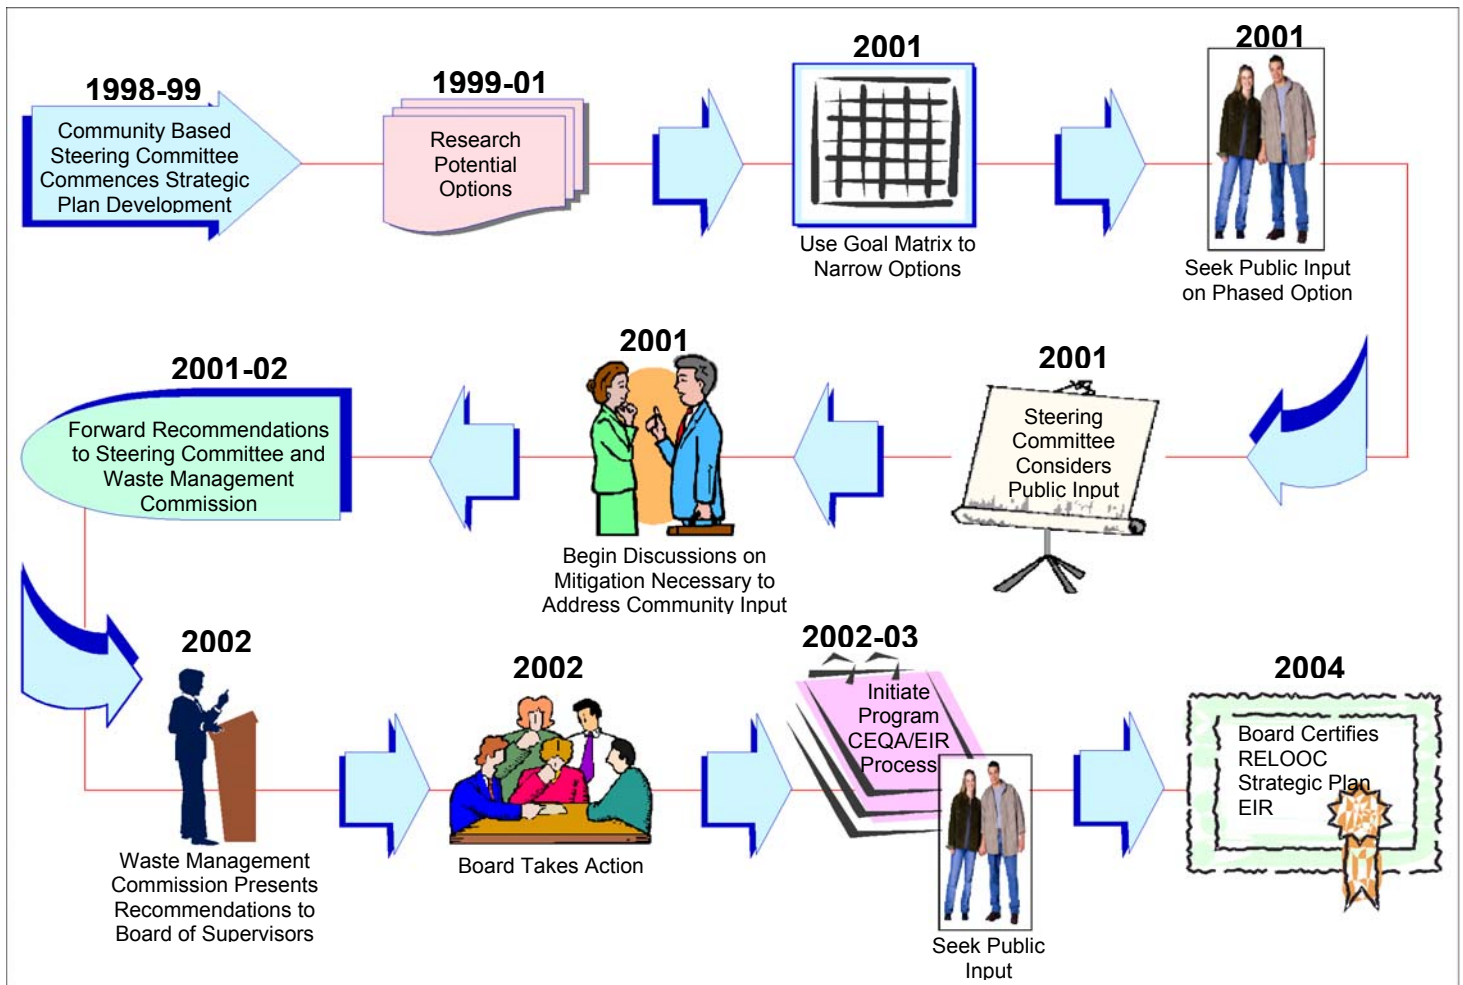 1998-99
Community Based
Steering Committee
Commences Strategic
Plan Development
1999-01
Research
Potential
Options
2001
Use Goal Matrix to
Narrow Options
2001
Seek Public Input
on Phased Option
2001
Steering
Committee
Considers
Public Input
2001
Begin Discussions on
Mitigation Necessary to
Address Community Input
2001-02
Forward Recommendations
to Steering Committee and
Waste Management
Commission
2002
Waste Management
Commission Presents
Recommendations to
Board of Supervisors
2002
Board Takes Action
2002-03
Initiate
Program
CEQA/EIR
Process
Seek Public
Input
2004
Board Certifies
RELOOC
Strategic Plan
EIR